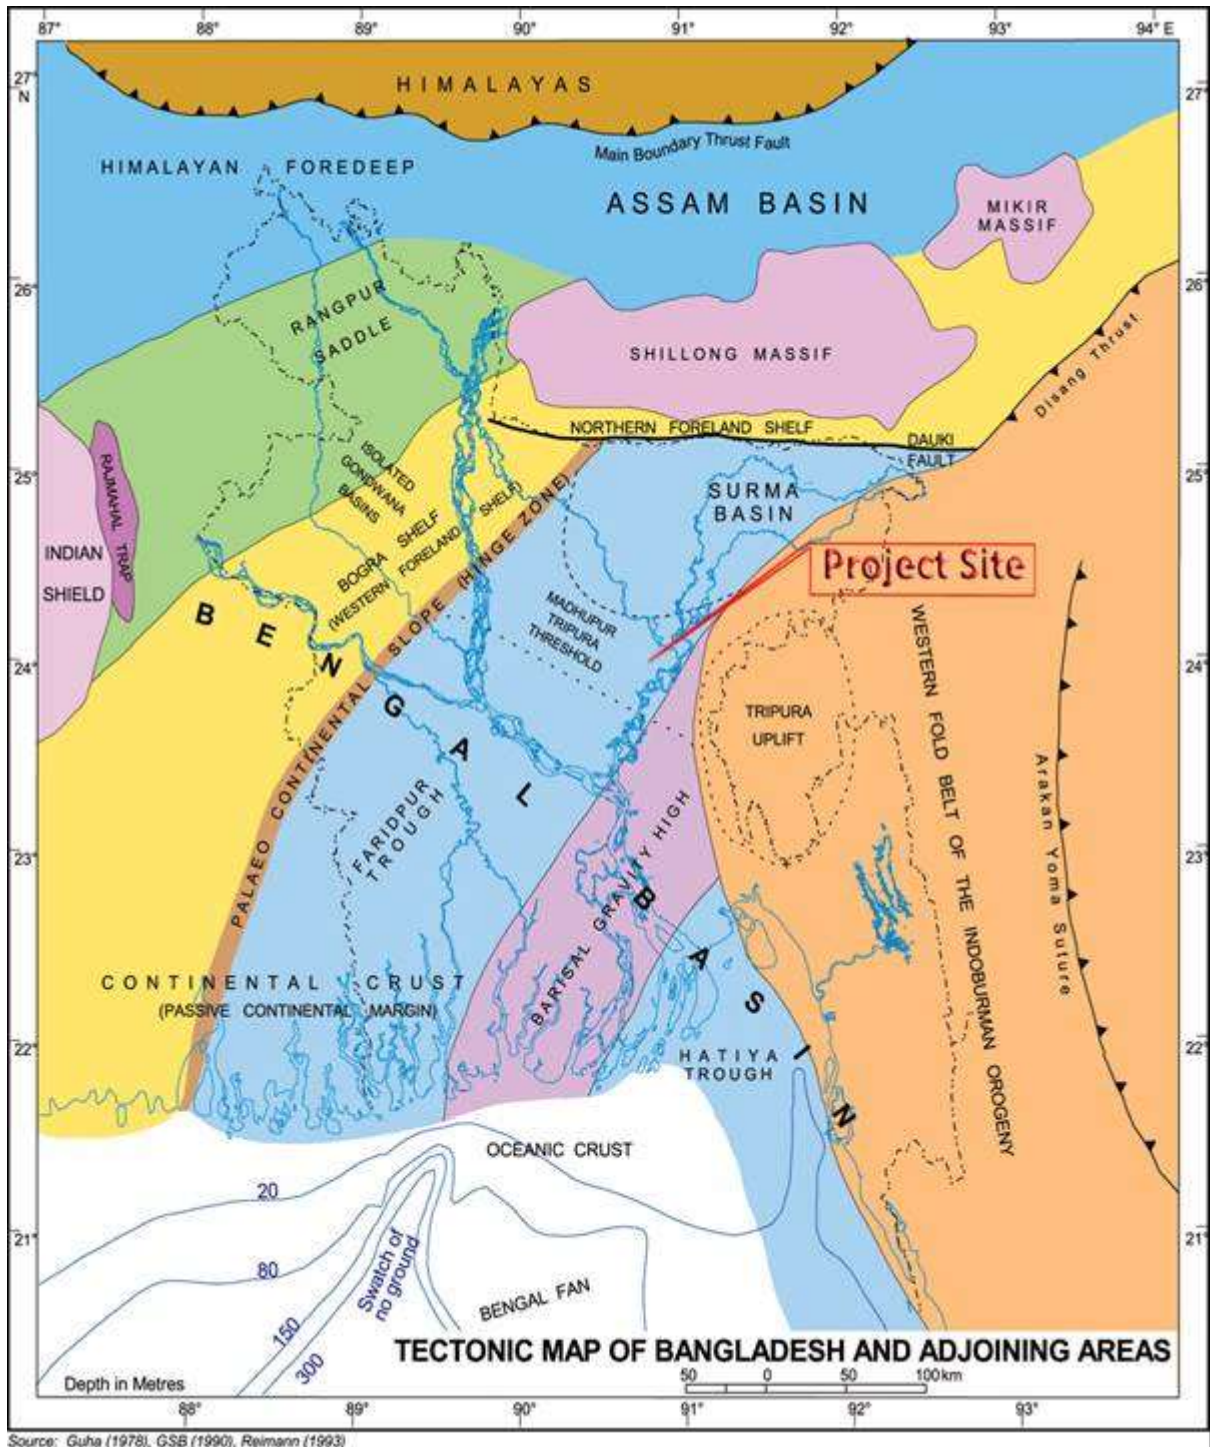 87° 88° 89° 90° 91° 92° 93° 94° E
27°
N
27°
HIMALAYAS
Main Boundary Thrust Fault
HIMALAYAN FOREDEEP
ASSAM BASIN
MIKIR
MASSIF
26°
26°
RANGPUR
SADDLE
SHILLONG MASSIF
Disang Thrust
NORTHERN FORELAND SHELF
DAUKI
FAULT
25°
25°
RAJMAHAL TRAP
ISOLATED
GONDWANA
BASINS
SURMA
BASIN
INDIAN
SHIELD
BOGRA SHELF
(WESTERN FORELAND SHELF)
PALAEO CONTINENTAL SLOPE (HINGE ZONE)
Project Site
MADHUPUR
TRIPURA
THRESHOLD
BENGAL BASIN
24°
24°
TRIPURA
UPLIFT
WESTERN FOLD BELT OF THE INDOBURMAN OROGENY
Arakan Yoma Suture
FARIDPUR
TROUGH
23°
23°
BARISAL GRAVITY HIGH
CONTINENTAL CRUST
(PASSIVE CONTINENTAL MARGIN)
22°
22°
HATIYA
TROUGH
OCEANIC CRUST
20
80
150
300
Swatch of
no ground
21°
21°
BENGAL FAN
TECTONIC MAP OF BANGLADESH AND ADJOINING AREAS
50 0 50 100km
Depth in Metres
88° 89° 90° 91° 92° 93°
Source: Guha (1978), GSB (1990), Reimann (1993)